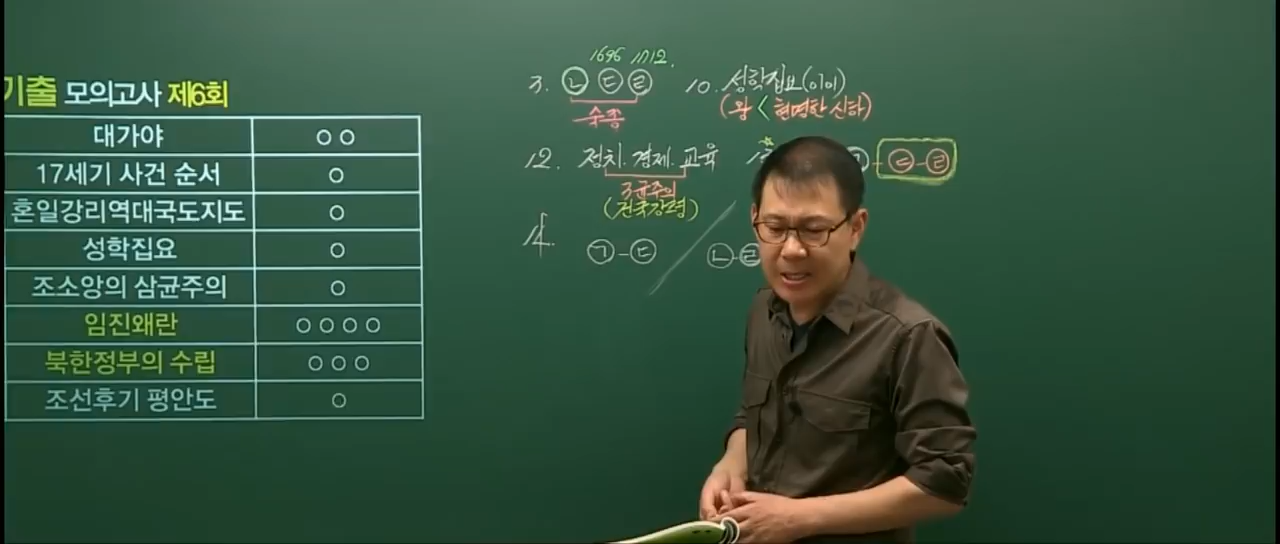 기출 모의고사 제6회
대가야 ○ ○
17세기 사건 순서 ○
혼일강리역대국도지도 ○
성학집요 ○
조소앙의 삼균주의 ○
임진왜란 ○ ○ ○ ○
북한정부의 수립 ○ ○ ○
조선후기 평안도 ○
1696 1712.
3. ㉡ ㉢ ㉣
숙종
10. 성학집요(이이)
(왕 < 현명한 신하)
12. 정치. 경제. 교육
3균주의
(건국강령)
㉢ - ㉣
14. ㉠ - ㉢ / ㉡ - ㉣